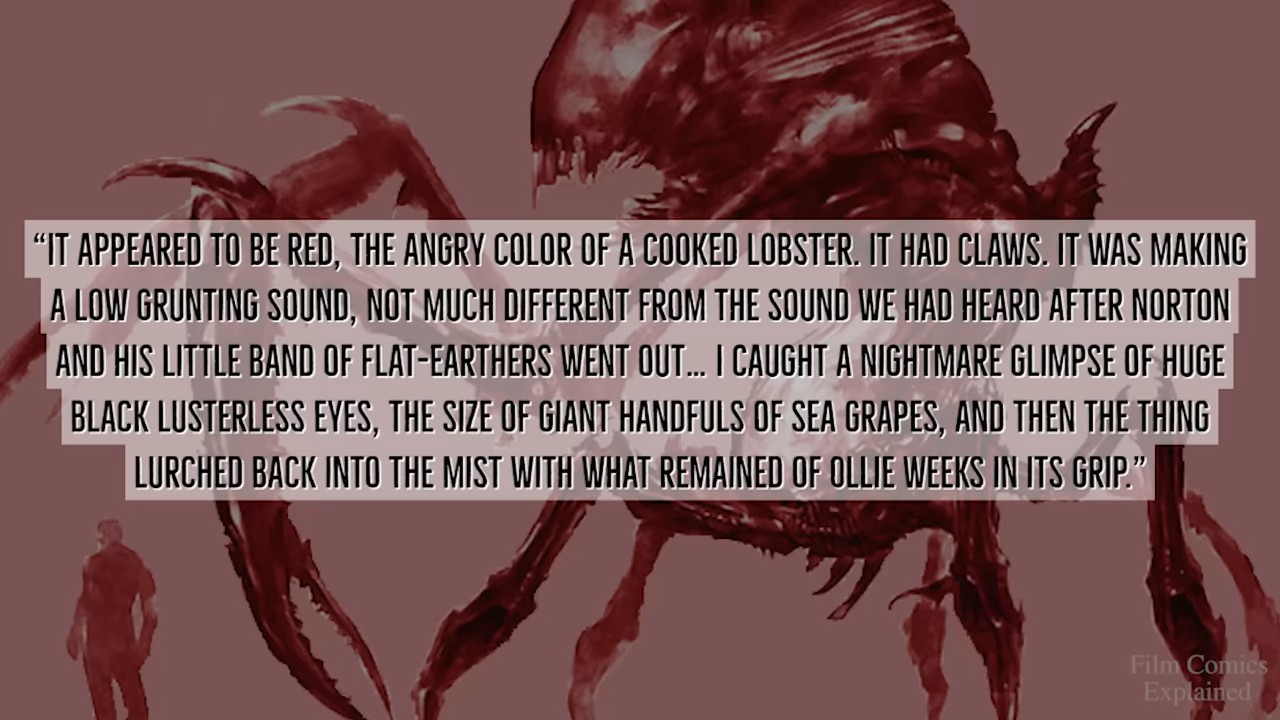 “IT APPEARED TO BE RED, THE ANGRY COLOR OF A COOKED LOBSTER. IT HAD CLAWS. IT WAS MAKING
A LOW GRUNTING SOUND, NOT MUCH DIFFERENT FROM THE SOUND WE HAD HEARD AFTER NORTON
AND HIS LITTLE BAND OF FLAT-EARTHERS WENT OUT... I CAUGHT A NIGHTMARE GLIMPSE OF HUGE
BLACK LUSTERLESS EYES, THE SIZE OF GIANT HANDFULS OF SEA GRAPES, AND THEN THE THING
LURCHED BACK INTO THE MIST WITH WHAT REMAINED OF OLLIE WEEKS IN ITS GRIP.”
Film Comics
Explained